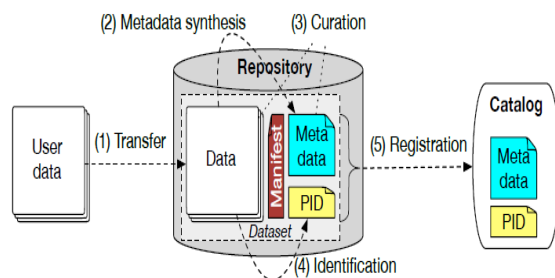 (2) Metadata synthesis
(3) Curation
Repository
Catalog
(1) Transfer
User
data
Data
Manifest
Meta
data
PID
Dataset
(4) Identification
(5) Registration
Meta
data
PID